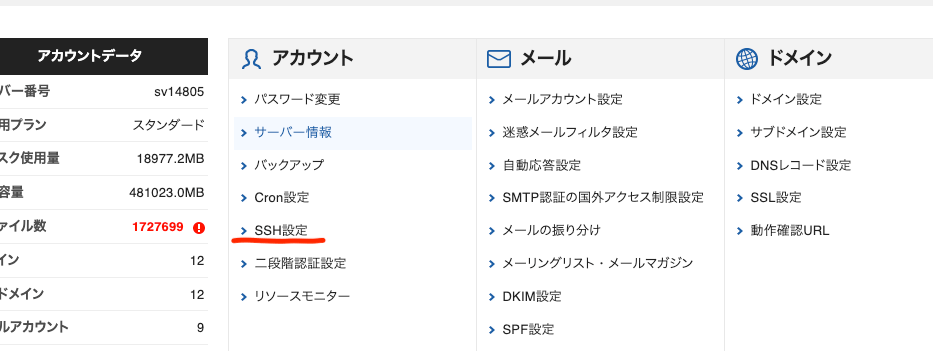 アカウントデータ
バー番号 sv14805
用プラン スタンダード
スク使用量 18977.2MB
容量 481023.0MB
ァイル数 1727699
イン 12
ドメイン 12
ルアカウント 9
アカウント
パスワード変更
サーバー情報
バックアップ
Cron設定
SSH設定
二段階認証設定
リソースモニター
メール
メールアカウント設定
迷惑メールフィルタ設定
自動応答設定
SMTP認証の国外アクセス制限設定
メールの振り分け
メーリングリスト・メールマガジン
DKIM設定
SPF設定
ドメイン
ドメイン設定
サブドメイン設定
DNSレコード設定
SSL設定
動作確認URL